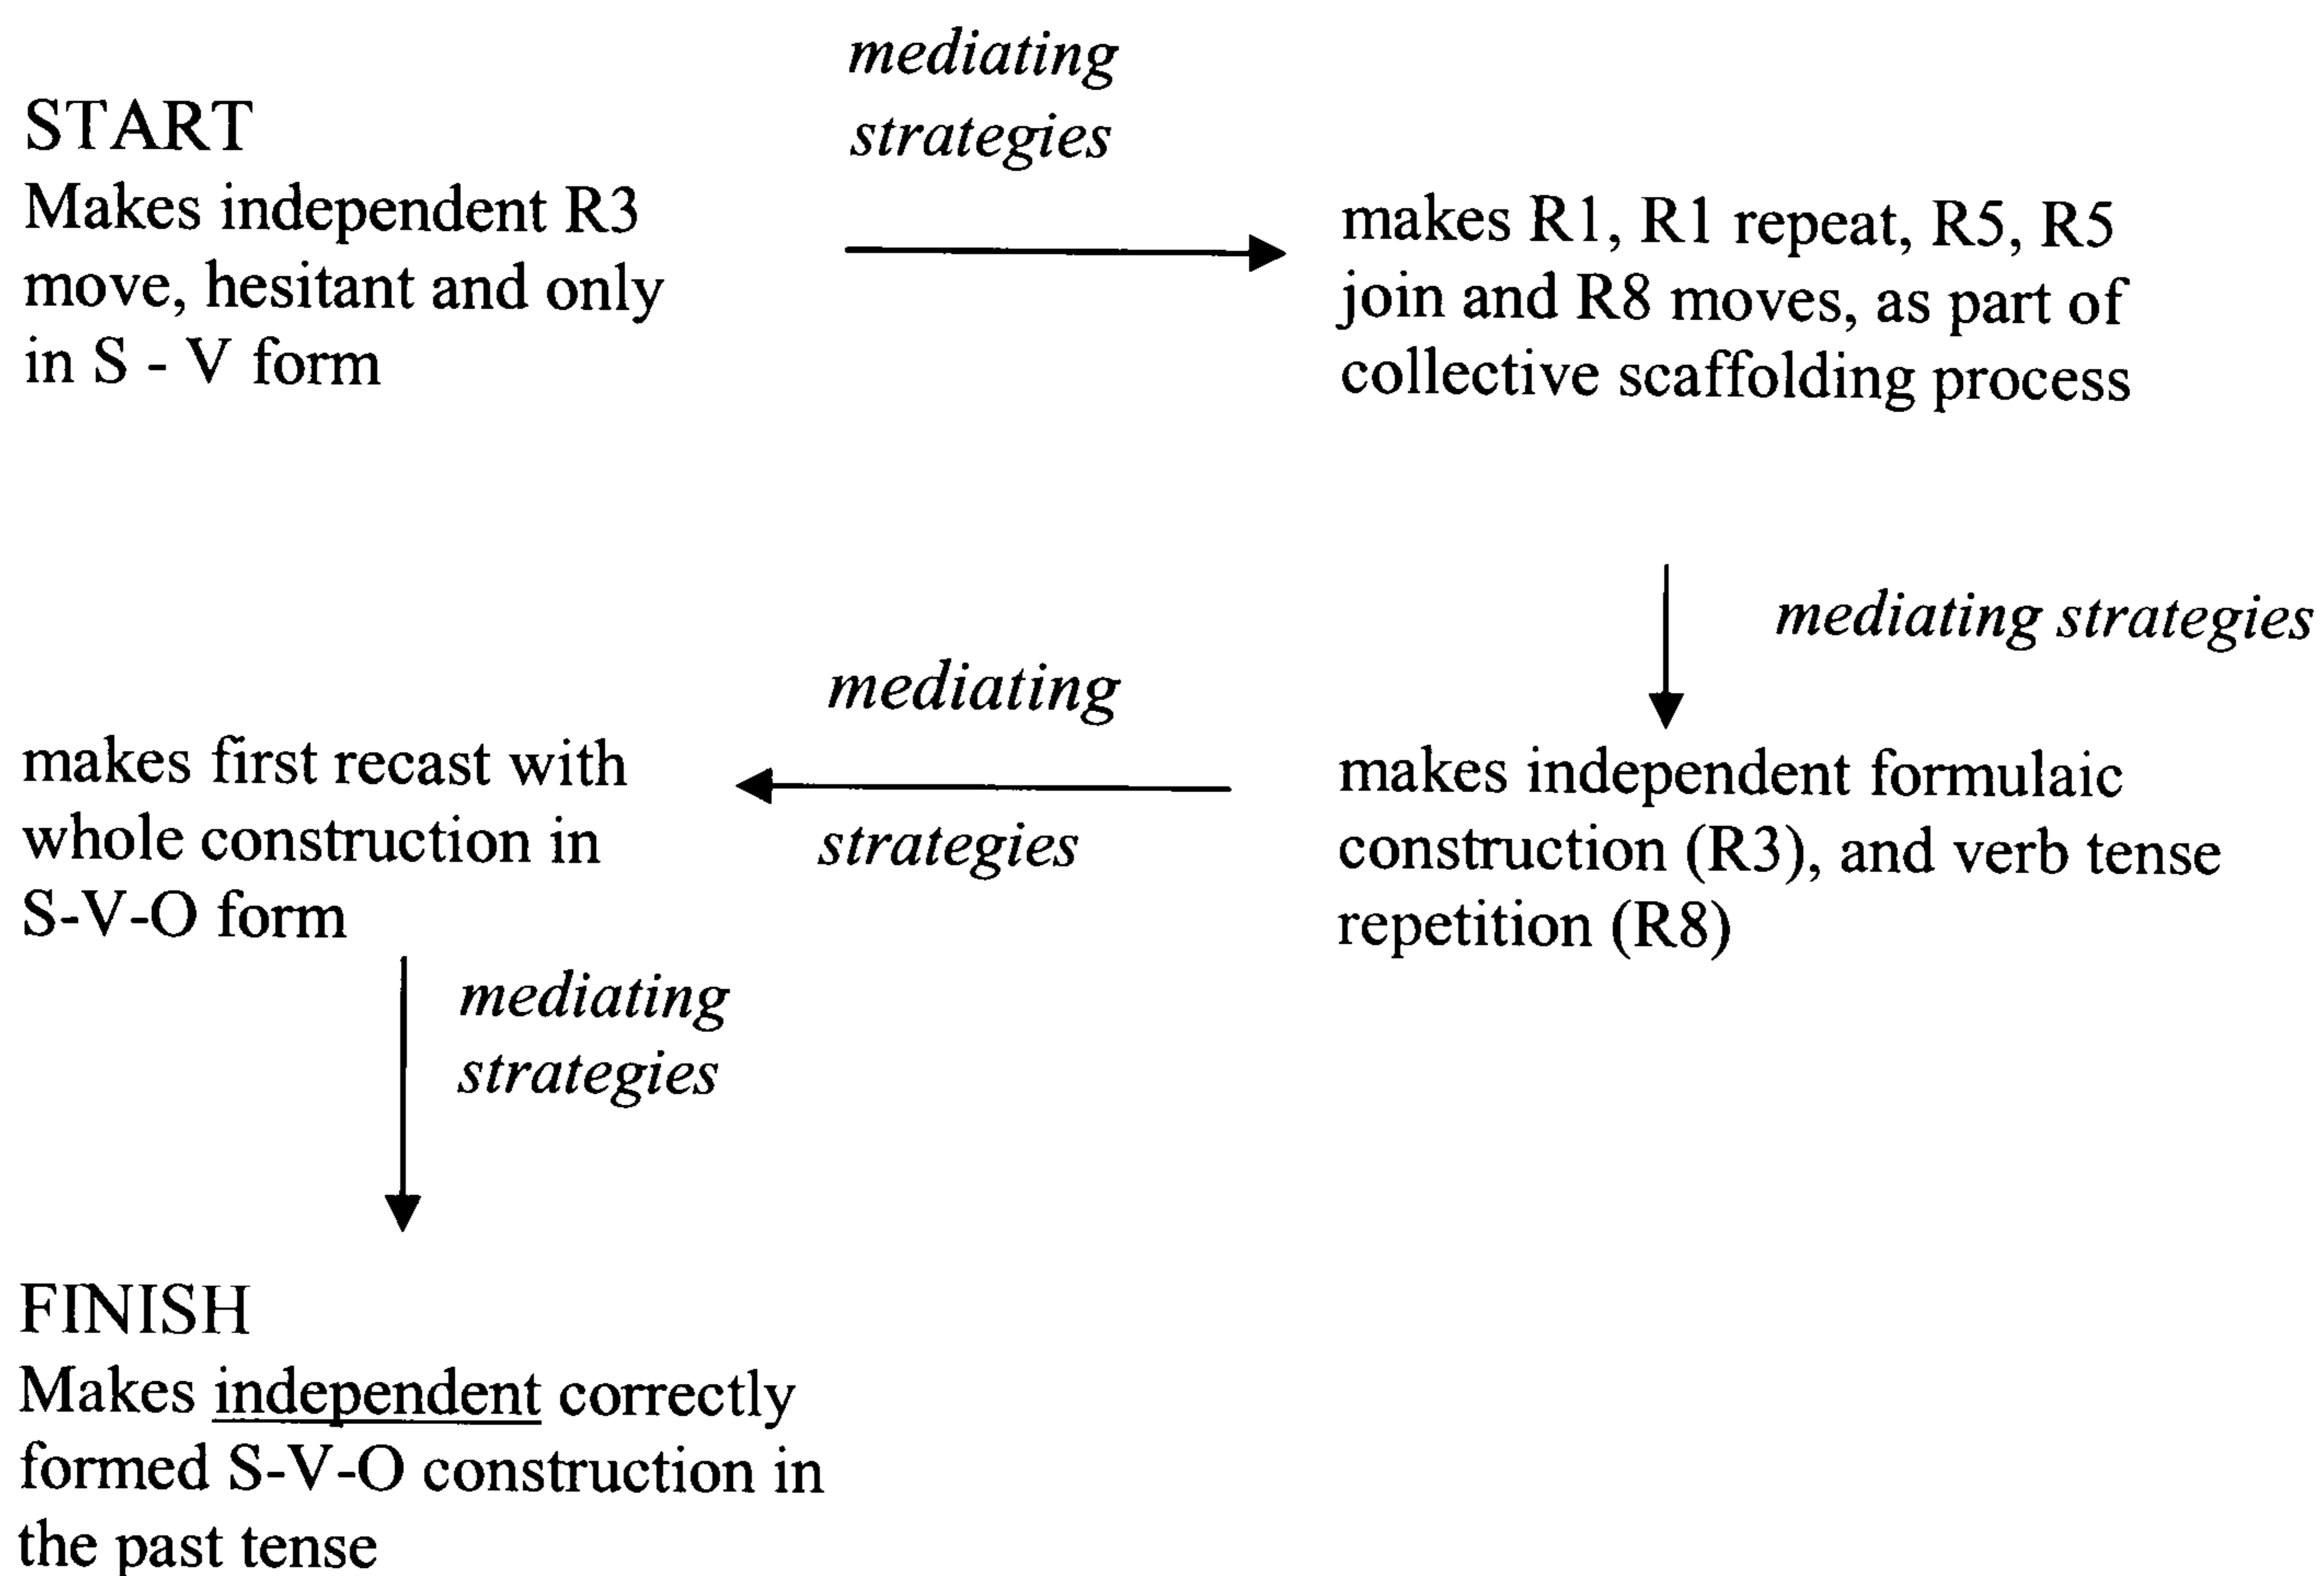 START
Makes independent R3
move, hesitant and only
in S - V form
mediating
strategies
makes R1, R1 repeat, R5, R5
join and R8 moves, as part of
collective scaffolding process
mediating strategies
makes independent formulaic
construction (R3), and verb tense
repetition (R8)
mediating
strategies
makes first recast with
whole construction in
S-V-O form
mediating
strategies
FINISH
Makes independent correctly
formed S-V-O construction in
the past tense